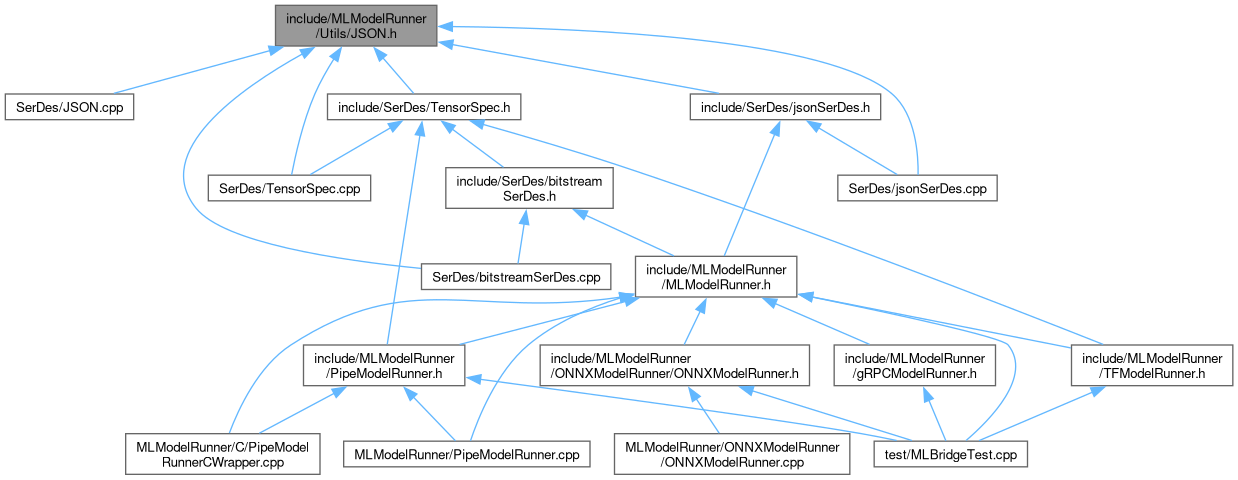 include/MLModelRunner
/Utils/JSON.h
SerDes/JSON.cpp
include/SerDes/TensorSpec.h
include/SerDes/jsonSerDes.h
SerDes/TensorSpec.cpp
include/SerDes/bitstream
SerDes.h
SerDes/jsonSerDes.cpp
SerDes/bitstreamSerDes.cpp
include/MLModelRunner
/MLModelRunner.h
include/MLModelRunner
/PipeModelRunner.h
include/MLModelRunner
/ONNXModelRunner/ONNXModelRunner.h
include/MLModelRunner
/gRPCModelRunner.h
include/MLModelRunner
/TFModelRunner.h
MLModelRunner/C/PipeModel
RunnerCWrapper.cpp
MLModelRunner/PipeModelRunner.cpp
MLModelRunner/ONNXModelRunner
/ONNXModelRunner.cpp
test/MLBridgeTest.cpp